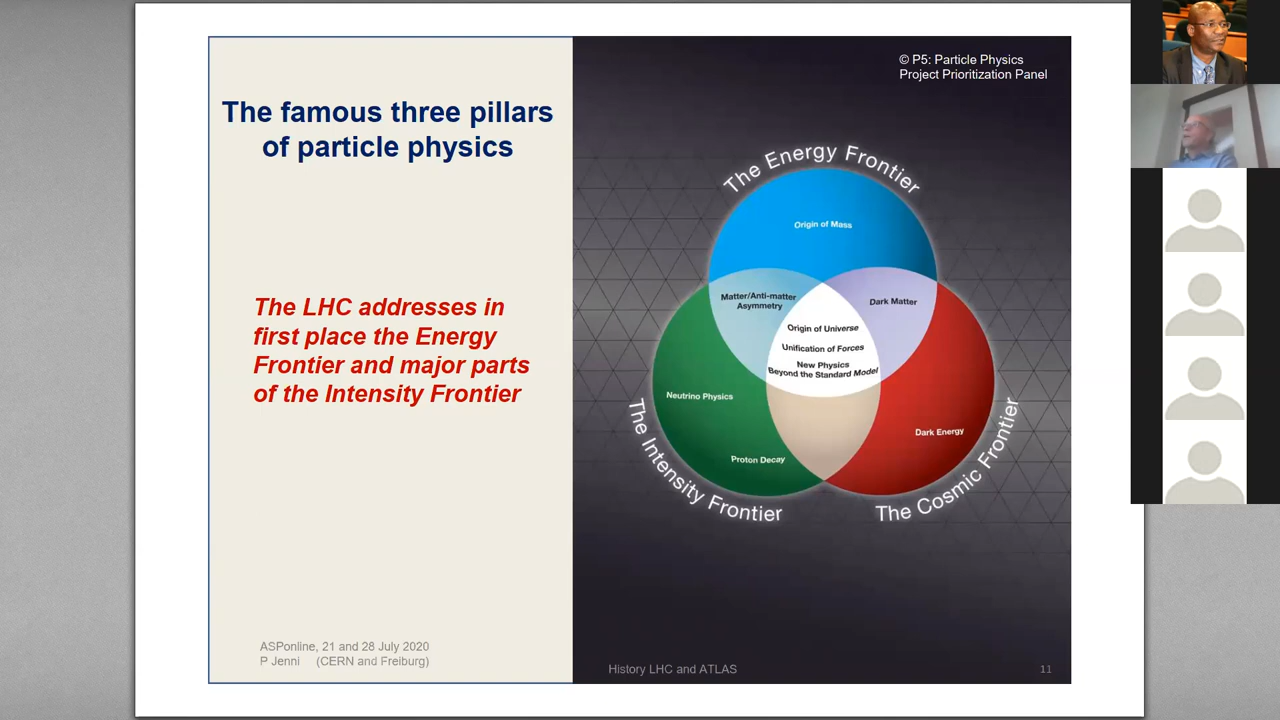 The famous three pillars
of particle physics
The LHC addresses in
first place the Energy
Frontier and major parts
of the Intensity Frontier
ASPonline, 21 and 28 July 2020
P Jenni (CERN and Freiburg)
© P5: Particle Physics
Project Prioritization Panel
The Energy Frontier
Origin of Mass
Matter/Anti-matter
Asymmetry
Dark Matter
Origin of Universe
Unification of Forces
New Physics
Beyond the Standard Model
Neutrino Physics
Dark Energy
Proton Decay
The Intensity Frontier
The Cosmic Frontier
History LHC and ATLAS
11